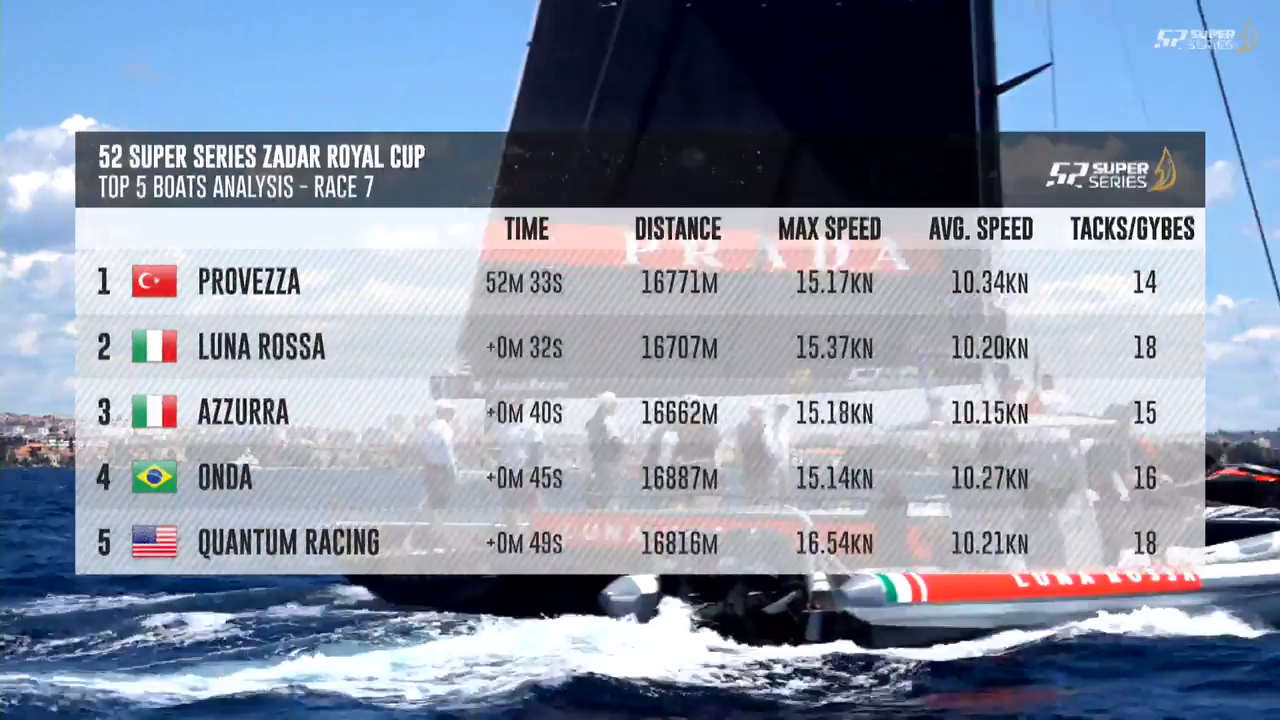 52 SUPER SERIES
52 SUPER SERIES ZADAR ROYAL CUP
TOP 5 BOATS ANALYSIS - RACE 7
52 SUPER SERIES
TIME DISTANCE MAX SPEED AVG. SPEED TACKS/GYBES
PRADA
1 PROVEZZA 52M 33S 16771M 15.17KN 10.34KN 14
2 LUNA ROSSA +0M 32S 16707M 15.37KN 10.20KN 18
3 AZZURRA +0M 40S 16662M 15.18KN 10.15KN 15
4 ONDA +0M 45S 16887M 15.14KN 10.27KN 16
5 QUANTUM RACING +0M 49S 16816M 16.54KN 10.21KN 18
LUNA ROSSA